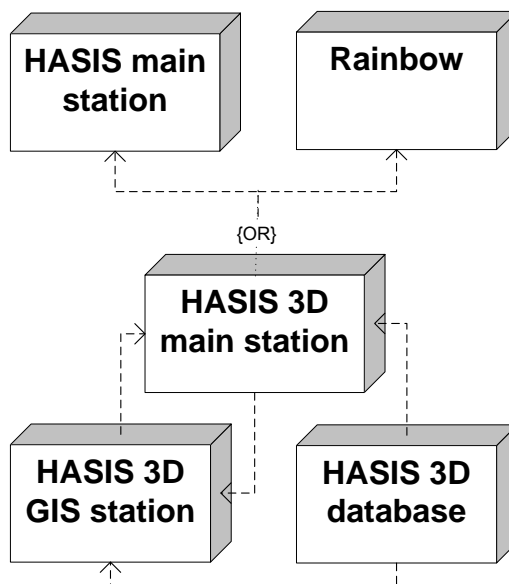 HASIS main
station
Rainbow
{OR}
HASIS 3D
main station
HASIS 3D
GIS station
HASIS 3D
database